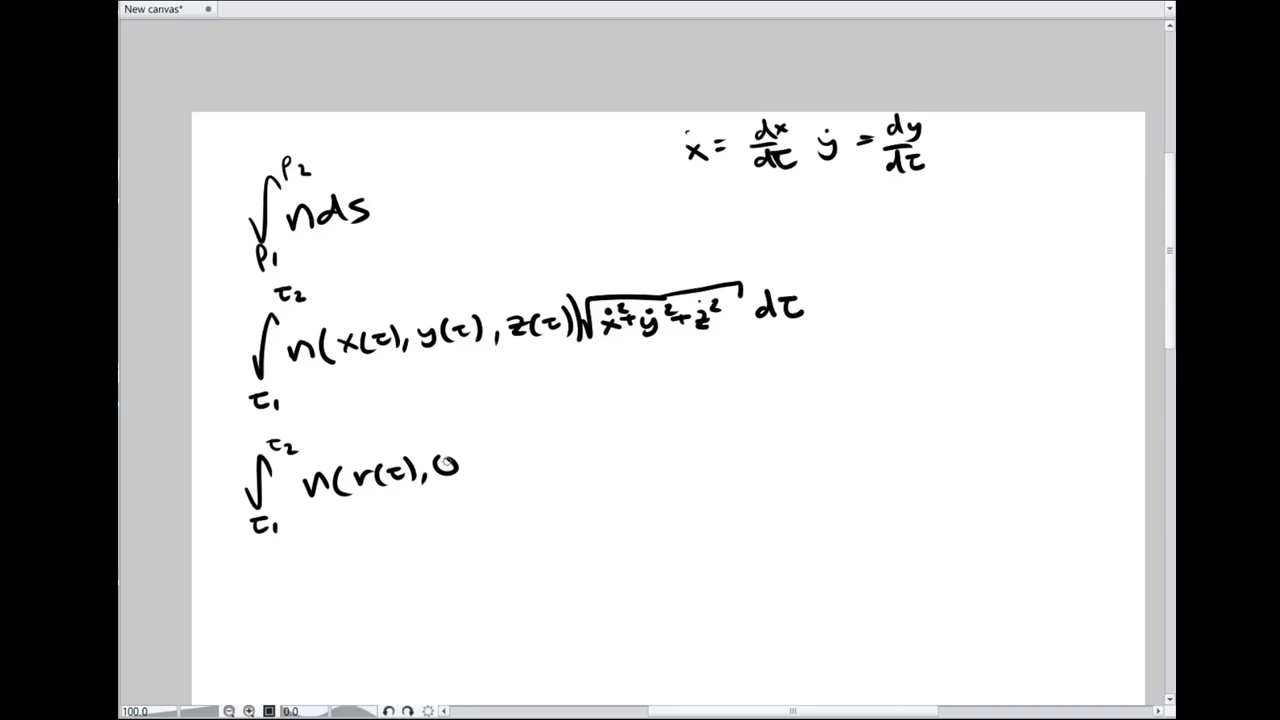 New canvas*
ẋ = dx/dτ ẏ = dy/dτ
∫_{P1}^{P2} n ds
∫_{τ1}^{τ2} n(x(τ), y(τ), z(τ))√(ẋ²+ẏ²+ż²) dτ
∫_{τ1}^{τ2} n(r(τ), 0
100.0 0.0